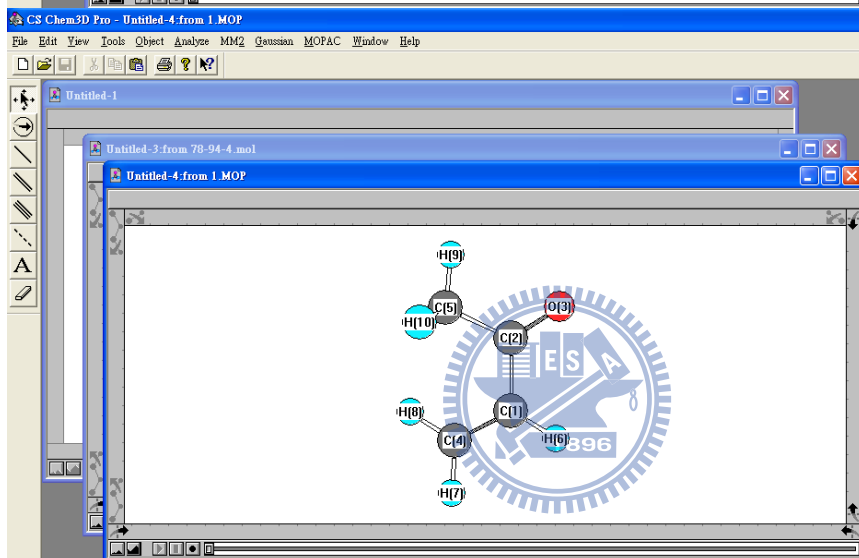 CS Chem3D Pro - Untitled-4:from 1.MOP
File Edit View Tools Object Analyze MM2 Gaussian MOPAC Window Help
Untitled-1
Untitled-3:from 78-94-4.mol
Untitled-4:from 1.MOP
A
H(9)
C(5)
O(3)
H(10)
C(2)
E S A
H(8)
C(1)
C(4)
H(6)
896
H(7)